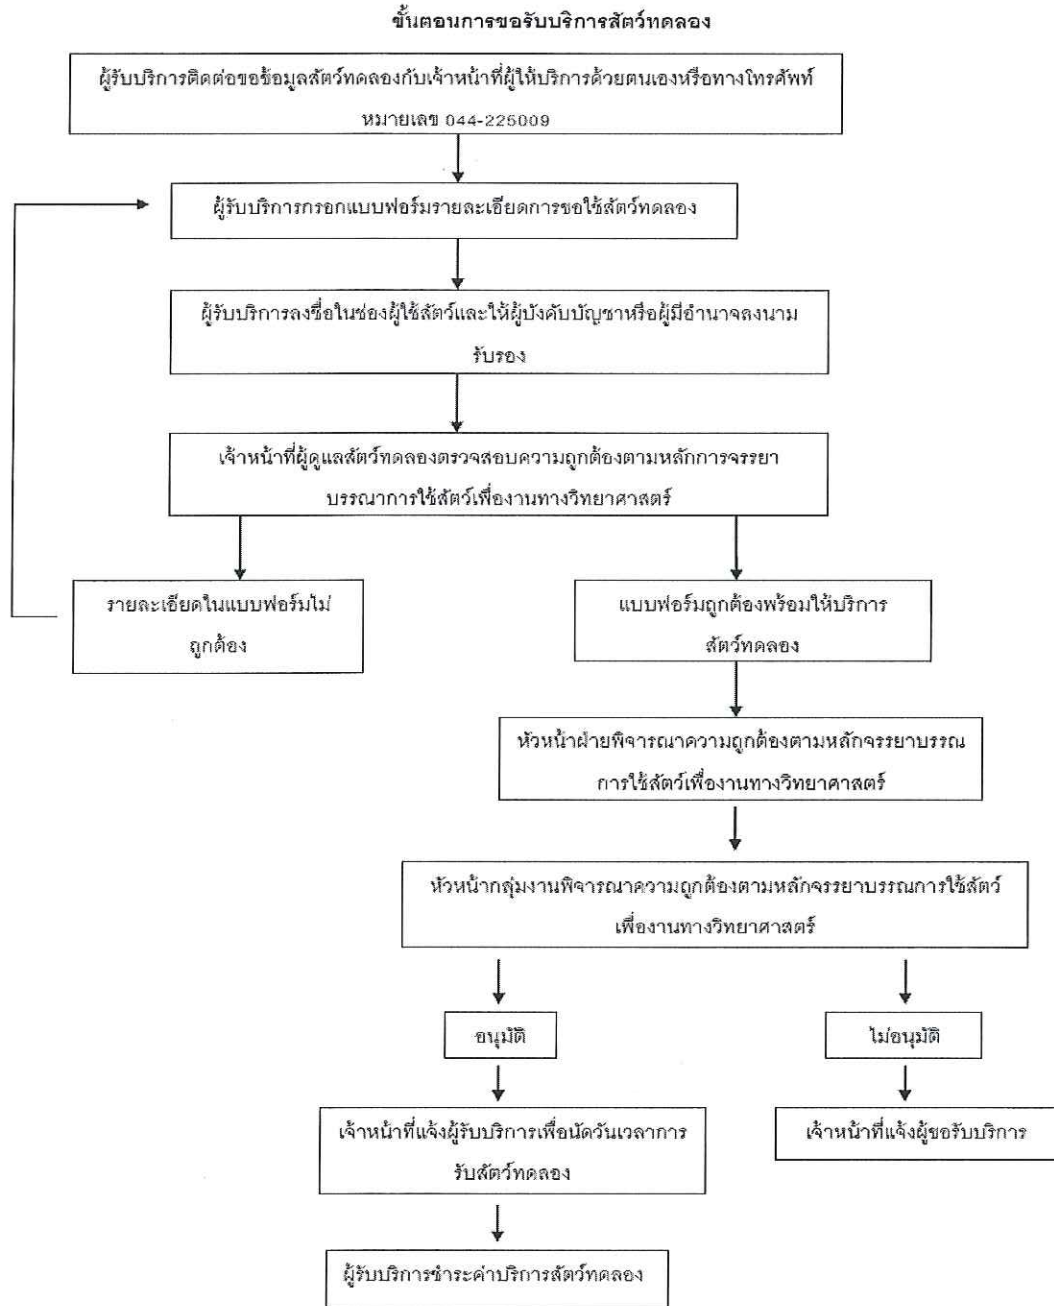 ขั้นตอนการขอรับบริการสัตว์ทดลอง
ผู้รับบริการติดต่อขอข้อมูลสัตว์ทดลองกับเจ้าหน้าที่ผู้ให้บริการด้วยตนเองหรือทางโทรศัพท์
หมายเลข 044-225009
ผู้รับบริการกรอกแบบฟอร์มรายละเอียดการขอใช้สัตว์ทดลอง
ผู้รับบริการลงชื่อในช่องผู้ใช้สัตว์และให้ผู้บังคับบัญชาหรือผู้มีอำนาจลงนาม
รับรอง
เจ้าหน้าที่ผู้ดูแลสัตว์ทดลองตรวจสอบความถูกต้องตามหลักการจรรยา
บรรณาการใช้สัตว์เพื่องานทางวิทยาศาสตร์
รายละเอียดในแบบฟอร์มไม่
ถูกต้อง
แบบฟอร์มถูกต้องพร้อมให้บริการ
สัตว์ทดลอง
หัวหน้าฝ่ายพิจารณาความถูกต้องตามหลักจรรยาบรรณ
การใช้สัตว์เพื่องานทางวิทยาศาสตร์
หัวหน้ากลุ่มงานพิจารณาความถูกต้องตามหลักจรรยาบรรณการใช้สัตว์
เพื่องานทางวิทยาศาสตร์
อนุมัติ
ไม่อนุมัติ
เจ้าหน้าที่แจ้งผู้รับบริการเพื่อนัดวันเวลาการ
รับสัตว์ทดลอง
เจ้าหน้าที่แจ้งผู้ขอรับบริการ
ผู้รับบริการชำระค่าบริการสัตว์ทดลอง